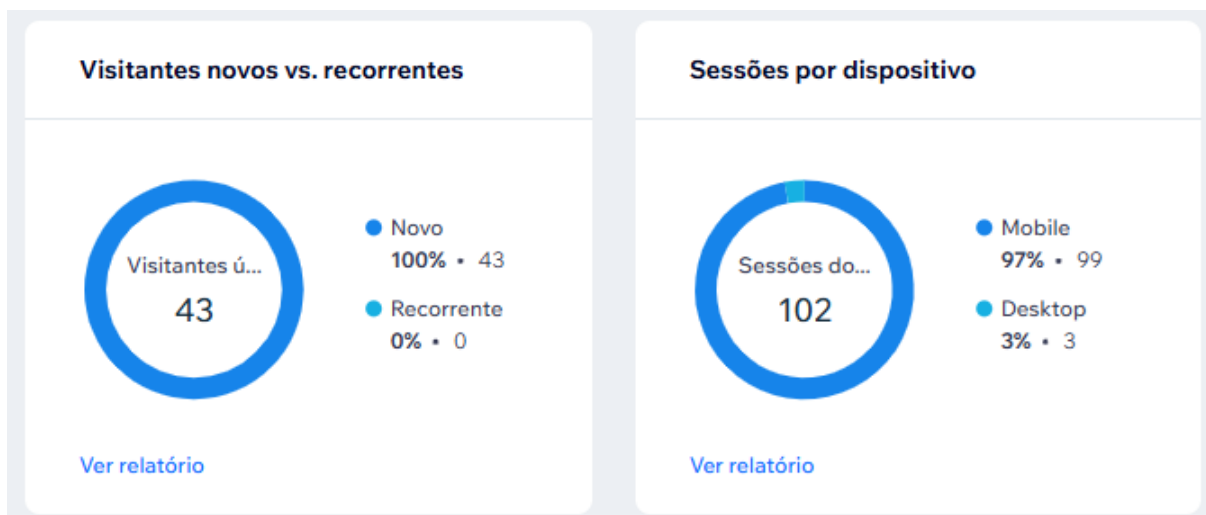 Visitantes novos vs. recorrentes
Visitantes ú...
43
Novo
100% • 43
Recorrente
0% • 0
Ver relatório
Sessões por dispositivo
Sessões do...
102
Mobile
97% • 99
Desktop
3% • 3
Ver relatório